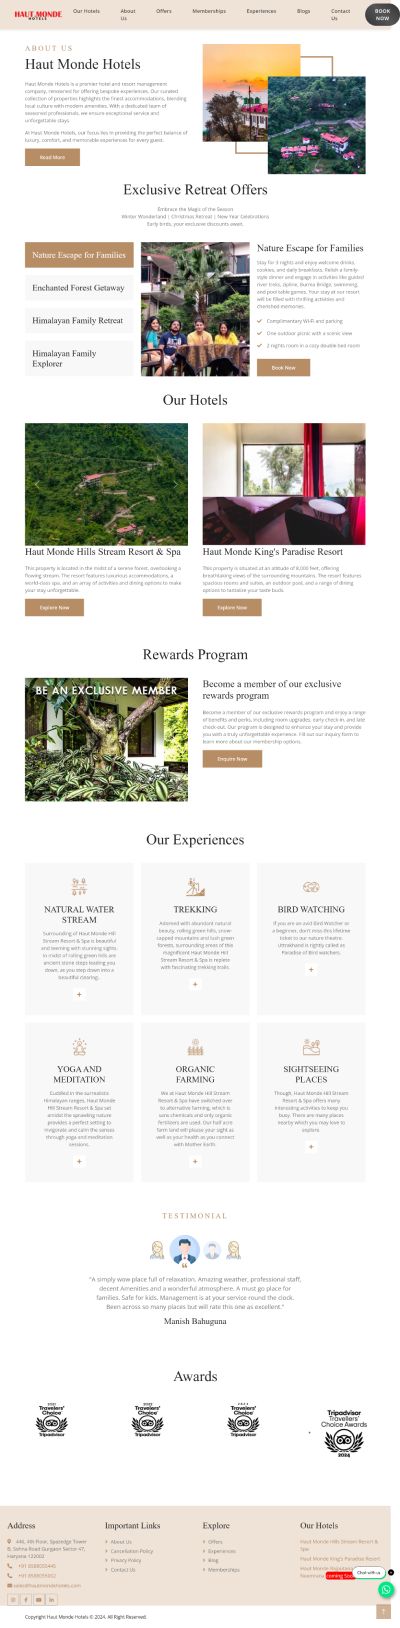 HAUT MONDE
HOTELS
Our Hotels
About Us
Offers
Memberships
Experiences
Blogs
Contact Us
BOOK NOW
ABOUT US
Haut Monde Hotels
Haut Monde Hotels is a premier hotel and resort management
company, renowned for offering bespoke experiences. Our curated
collection of properties highlights the finest accommodations, blending
local culture with modern amenities. With a dedicated team of
seasoned professionals, we ensure exceptional service and
unforgettable stays.
At Haut Monde Hotels, our focus lies in providing the perfect balance of
luxury, comfort, and memorable experiences for every guest.
Read More
Exclusive Retreat Offers
Embrace the Magic of the Season
Winter Wonderland | Christmas Retreat | New Year Celebrations
Early birds, your exclusive discounts await.
Nature Escape for Families
Enchanted Forest Getaway
Himalayan Family Retreat
Himalayan Family
Explorer
Nature Escape for Families
Stay for 3 nights and enjoy welcome drinks,
cookies, and daily breakfasts. Relish a family-
style dinner and engage in activities like guided
river treks, zipline, Burma Bridge, swimming,
and pool table games. Your stay at our resort
will be filled with thrilling activities and
cherished memories.
Complimentary Wi-Fi and parking
One outdoor picnic with a scenic view
2 nights room in a cozy double bed room
Book Now
Our Hotels
Haut Monde Hills Stream Resort & Spa
This property is located in the midst of a serene forest, overlooking a
flowing stream. The resort features luxurious accommodations, a
world-class spa, and an array of activities and dining options to make
your stay unforgettable.
Explore Now
Haut Monde King's Paradise Resort
This property is situated at an altitude of 8,000 feet, offering
breathtaking views of the surrounding mountains. The resort features
spacious rooms and suites, an outdoor pool, and a range of dining
options to tantalize your taste buds.
Explore Now
Rewards Program
BE AN EXCLUSIVE MEMBER
Become a member of our exclusive
rewards program
Become a member of our exclusive rewards program and enjoy a range
of benefits and perks, including room upgrades, early check-in, and late
check-out. Our program is designed to enhance your stay and provide
you with a truly unforgettable experience. Fill out our inquiry form to
learn more about our membership options.
Enquire Now
Our Experiences
NATURAL WATER
STREAM
Surrounding of Haut Monde Hill
Stream Resort & Spa is beautiful
and teeming with stunning sights.
In midst of rolling green hills are
ancient stone steps leading you
down, as you step down into a
beautiful clearing.
+
TREKKING
Adorned with abundant natural
beauty, rolling green hills, snow-
capped mountains and lush green
forests, surrounding areas of this
magnificent Haut Monde Hill
Stream Resort & Spa is replete
with fascinating trekking trails.
+
BIRD WATCHING
If you are an avid Bird Watcher or
a beginner, don't miss this lifetime
ticket to our nature theatre.
Uttrakhand is rightly called as
Paradise of Bird watchers.
+
YOGA AND
MEDITATION
Cuddled in the surrealistic
Himalayan ranges, Haut Monde
Hill Stream Resort & Spa set
amidst the sprawling nature
provides a perfect setting to
invigorate and calm the senses
through yoga and meditation
sessions.
+
ORGANIC
FARMING
We at Haut Monde Hill Stream
Resort & Spa have switched over
to alternative farming, which is
sans chemicals and only organic
fertilizers are used. Our half acre
farm land will please your sight as
well as your health as you connect
with Mother Earth.
+
SIGHTSEEING
PLACES
Though, Haut Monde Hill Stream
Resort & Spa offers many
interesting activities to keep you
busy. There are many places
nearby which you may love to
explore.
+
TESTIMONIAL
"A simply wow place full of relaxation, Amazing weather, professional staff,
decent Amenities and a wonderful atmosphere. A must go place for
families. Safe for kids. Management is at your service round the clock.
Been across so many places but will rate this one as excellent."
Manish Bahuguna
Awards
Travelers'
Choice
Tripadvisor
Travelers'
Choice
Tripadvisor
Travelers'
Choice
Tripadvisor
Tripadvisor
Travellers'
Choice Awards
2024
Address
446, 4th Floor, Spazedge Tower
B, Sohna Road Gurgaon Sector 47,
Haryana 122002
sales@hautmondehotels.com
Important Links
About Us
Cancellation Policy
Privacy Policy
Contact Us
Explore
Offers
Experiences
Blog
Memberships
Our Hotels
Haut Monde Hills Stream Resort &
Spa
Haut Monde King's Paradise Resort
Haut Monde
coming Soon
Chat with us
Copyright Haut Monde Hotels © 2024. All Right Reserved.